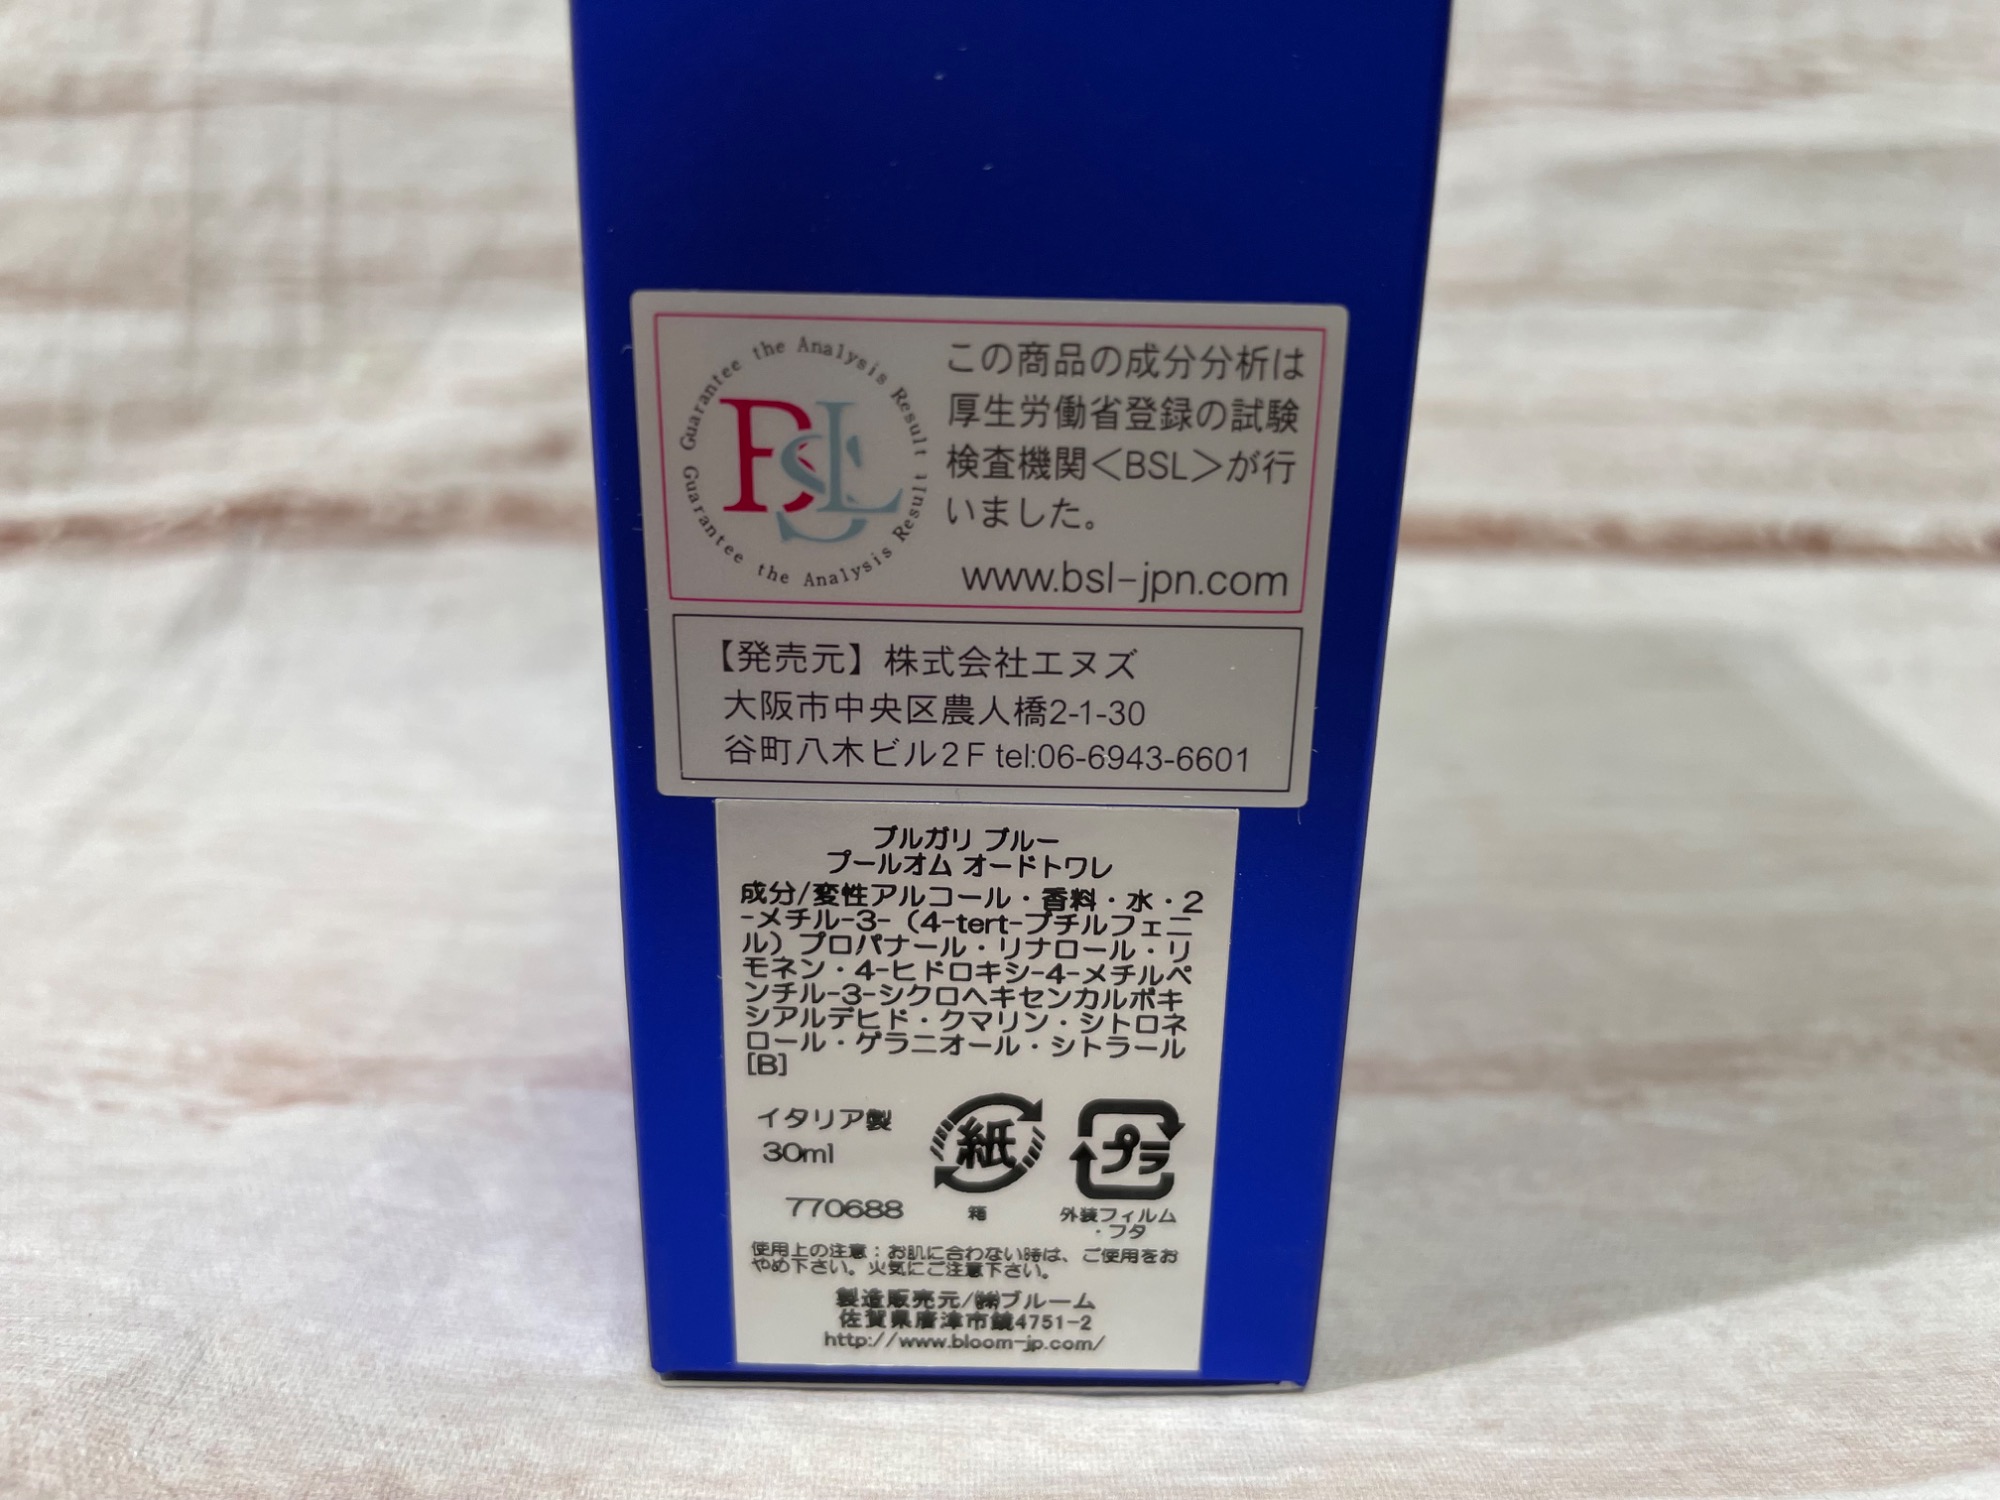 Guarantee the Analysis Result
Guarantee the Analysis Result
BSL
この商品の成分分析は
厚生労働省登録の試験
検査機関＜BSL＞が行
いました。
www.bsl-jpn.com
【発売元】株式会社エヌズ
大阪市中央区農人橋2-1-30
谷町八木ビル2F tel:06-6943-6601
ブルガリ ブルー
プールオム オードトワレ
成分/変性アルコール・香料・水・2
-メチル-3-（4-tert-ブチルフェニ
ル）プロパナール・リナロール・リ
モネン・4-ヒドロキシ-4-メチルペ
ンチル-3-シクロヘキセンカルボキ
シアルデヒド・クマリン・シトロネ
ロール・ゲラニオール・シトラール
[B]
イタリア製
30ml
770688
紙
箱
プラ
外装フィルム
・フタ
使用上の注意：お肌に合わない時は、ご使用をお
やめ下さい。火気にご注意下さい。
製造販売元/㈱ブルーム
佐賀県唐津市鏡4751-2
http://www.bloom-jp.com/